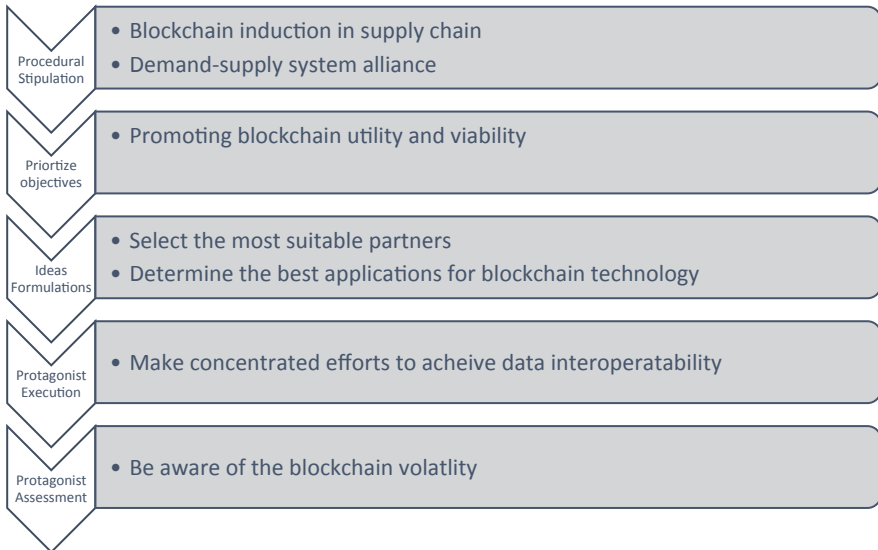 Procedural
Stipulation
• Blockchain induction in supply chain
• Demand-supply system alliance
Priortize
objectives
• Promoting blockchain utility and viability
Ideas
Formulations
• Select the most suitable partners
• Determine the best applications for blockchain technology
Protagonist
Execution
• Make concentrated efforts to acheive data interoperatability
Protagonist
Assessment
• Be aware of the blockchain volatlity